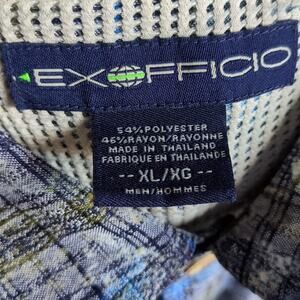 EXOFFICIO
54% POLYESTER
46% RAYON/RAYONNE
MADE IN THAILAND
FABRIQUE EN THAILANDE
-- XL/XG --
MEN/HOMMES